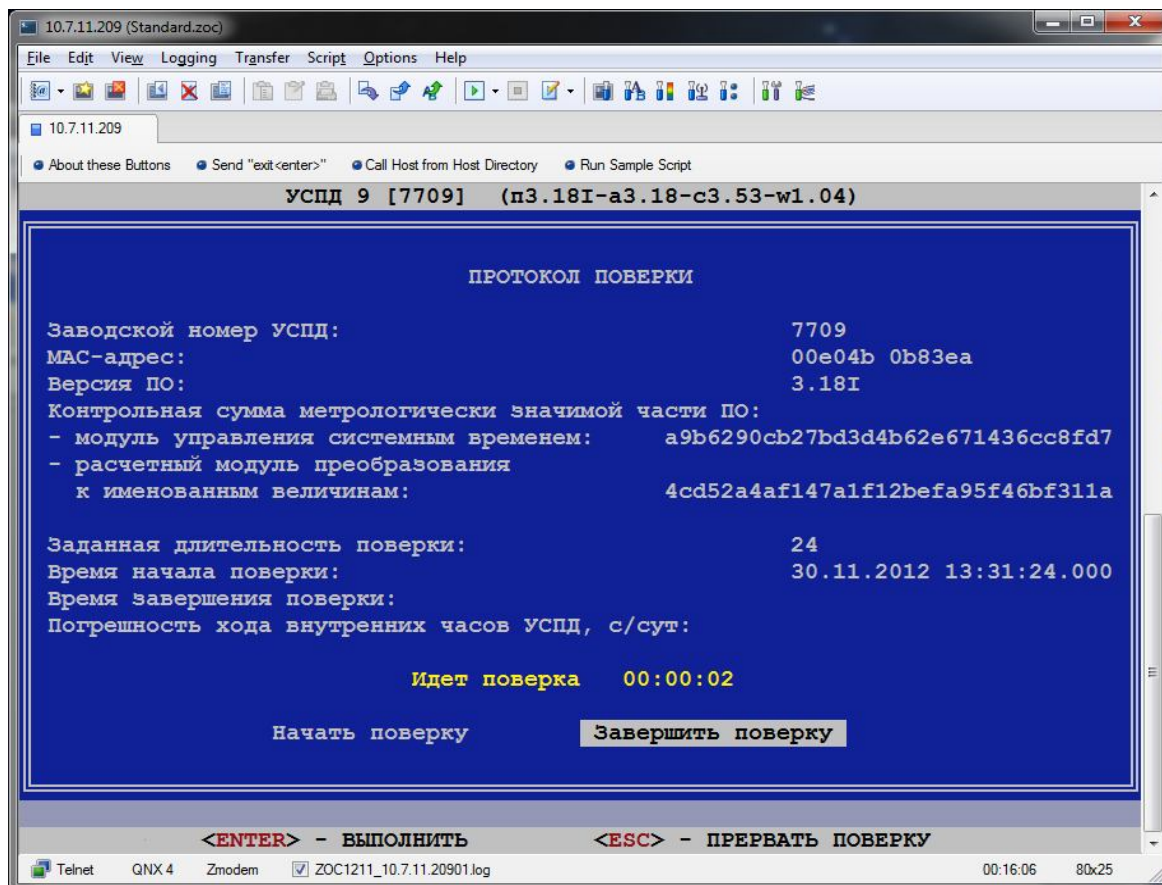 10.7.11.209 (Standard.zoc)
File Edit View Logging Transfer Script Options Help
10.7.11.209
About these Buttons Send "exit<enter>" Call Host from Host Directory Run Sample Script
УСПД 9 [7709] (п3.18I-a3.18-c3.53-w1.04)
ПРОТОКОЛ ПОВЕРКИ
Заводской номер УСПД: 7709
МАС-адрес: 00e04b 0b83ea
Версия ПО: 3.18I
Контрольная сумма метрологически значимой части ПО:
- модуль управления системным временем: a9b6290cb27bd3d4b62e671436cc8fd7
- расчетный модуль преобразования
к именованным величинам: 4cd52a4af147a1f12befa95f46bf311a
Заданная длительность поверки: 24
Время начала поверки: 30.11.2012 13:31:24.000
Время завершения поверки:
Погрешность хода внутренних часов УСПД, с/сут:
Идет поверка 00:00:02
Начать поверку Завершить поверку
<ENTER> - ВЫПОЛНИТЬ <ESC> - ПРЕРВАТЬ ПОВЕРКУ
Telnet QNX 4 Zmodem ZOC1211_10.7.11.20901.log 00:16:06 80x25